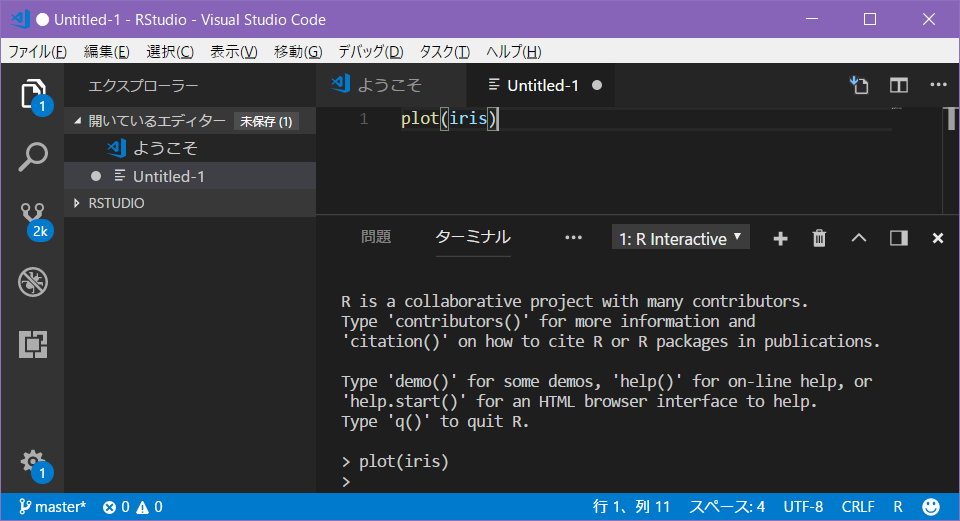 Untitled-1 - RStudio - Visual Studio Code
ファイル(F) 編集(E) 選択(C) 表示(V) 移動(G) デバッグ(D) タスク(T) ヘルプ(H)
エクスプローラー
開いているエディター 未保存 (1)
ようこそ
Untitled-1
RSTUDIO
1
2k
1
ようこそ Untitled-1
1 plot(iris)
問題 ターミナル 1: R Interactive
R is a collaborative project with many contributors.
Type 'contributors()' for more information and
'citation()' on how to cite R or R packages in publications.
Type 'demo()' for some demos, 'help()' for on-line help, or
'help.start()' for an HTML browser interface to help.
Type 'q()' to quit R.
> plot(iris)
>
master* 0 0 行 1、列 11 スペース: 4 UTF-8 CRLF R